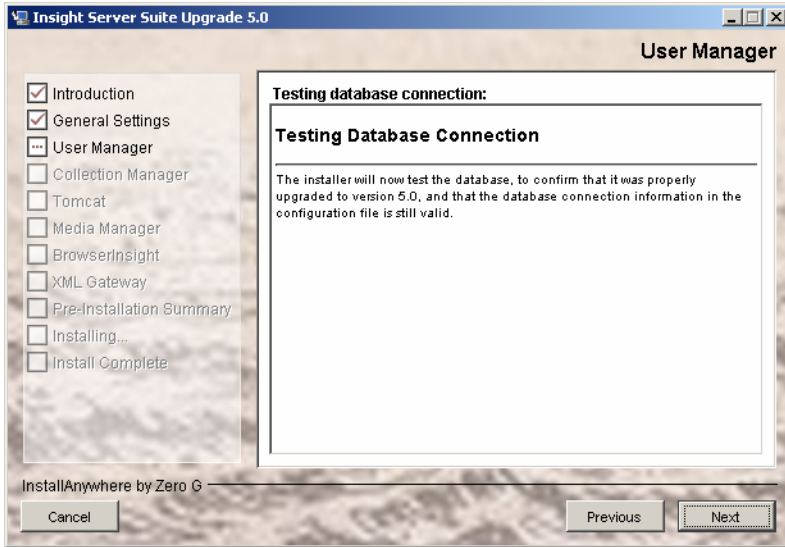 Insight Server Suite Upgrade 5.0
User Manager
Introduction
General Settings
User Manager
Collection Manager
Tomcat
Media Manager
BrowserInsight
XML Gateway
Pre-Installation Summary
Installing...
Install Complete
Testing database connection:
Testing Database Connection
The installer will now test the database, to confirm that it was properly
upgraded to version 5.0, and that the database connection information in the
configuration file is still valid.
InstallAnywhere by Zero G
Cancel
Previous
Next